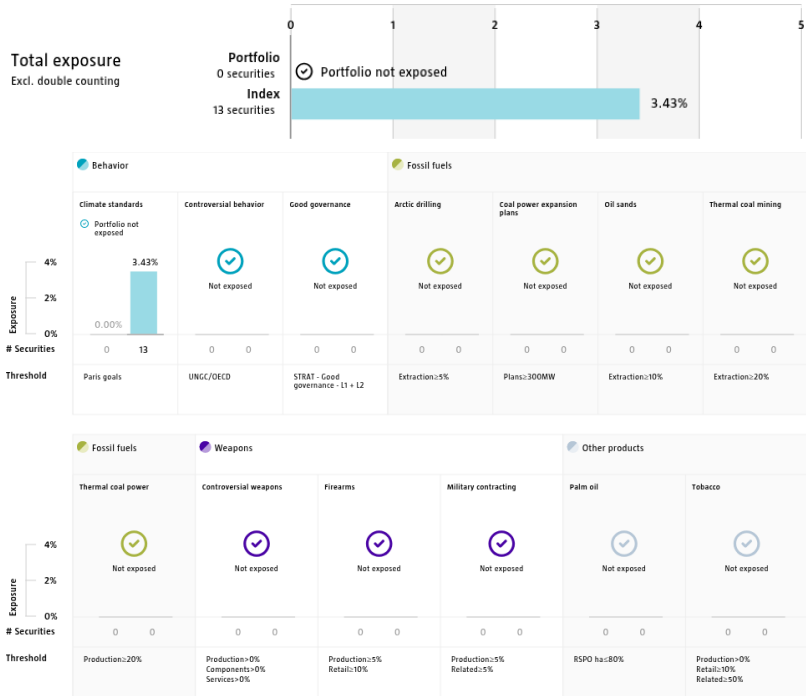 0 1 2 3 4 5
Total exposure
Excl. double counting
Portfolio
0 securities
Portfolio not exposed
Index
13 securities
3.43%
Behavior
Fossil fuels
Climate standards
Controversial behavior
Good governance
Arctic drilling
Coal power expansion
plans
Oil sands
Thermal coal mining
Portfolio not
exposed
Not exposed
Not exposed
Not exposed
Not exposed
Not exposed
Not exposed
Exposure
4%
2%
0%
3.43%
0.00%
# Securities
0 13 0 0 0 0 0 0 0 0 0 0 0 0
Threshold
Paris goals
UNGC/OECD
STRAT - Good
governance - L1 + L2
Extraction≥5%
Plans≥300MW
Extraction≥10%
Extraction≥20%
Fossil fuels
Weapons
Other products
Thermal coal power
Controversial weapons
Firearms
Military contracting
Palm oil
Tobacco
Not exposed
Not exposed
Not exposed
Not exposed
Not exposed
Not exposed
Exposure
4%
2%
0%
# Securities
0 0 0 0 0 0 0 0 0 0 0 0
Threshold
Production≥20%
Production>0%
Components>0%
Services>0%
Production≥5%
Retail≥10%
Production≥5%
Related≥5%
RSPO ha≤80%
Production>0%
Retail≥10%
Related≥50%